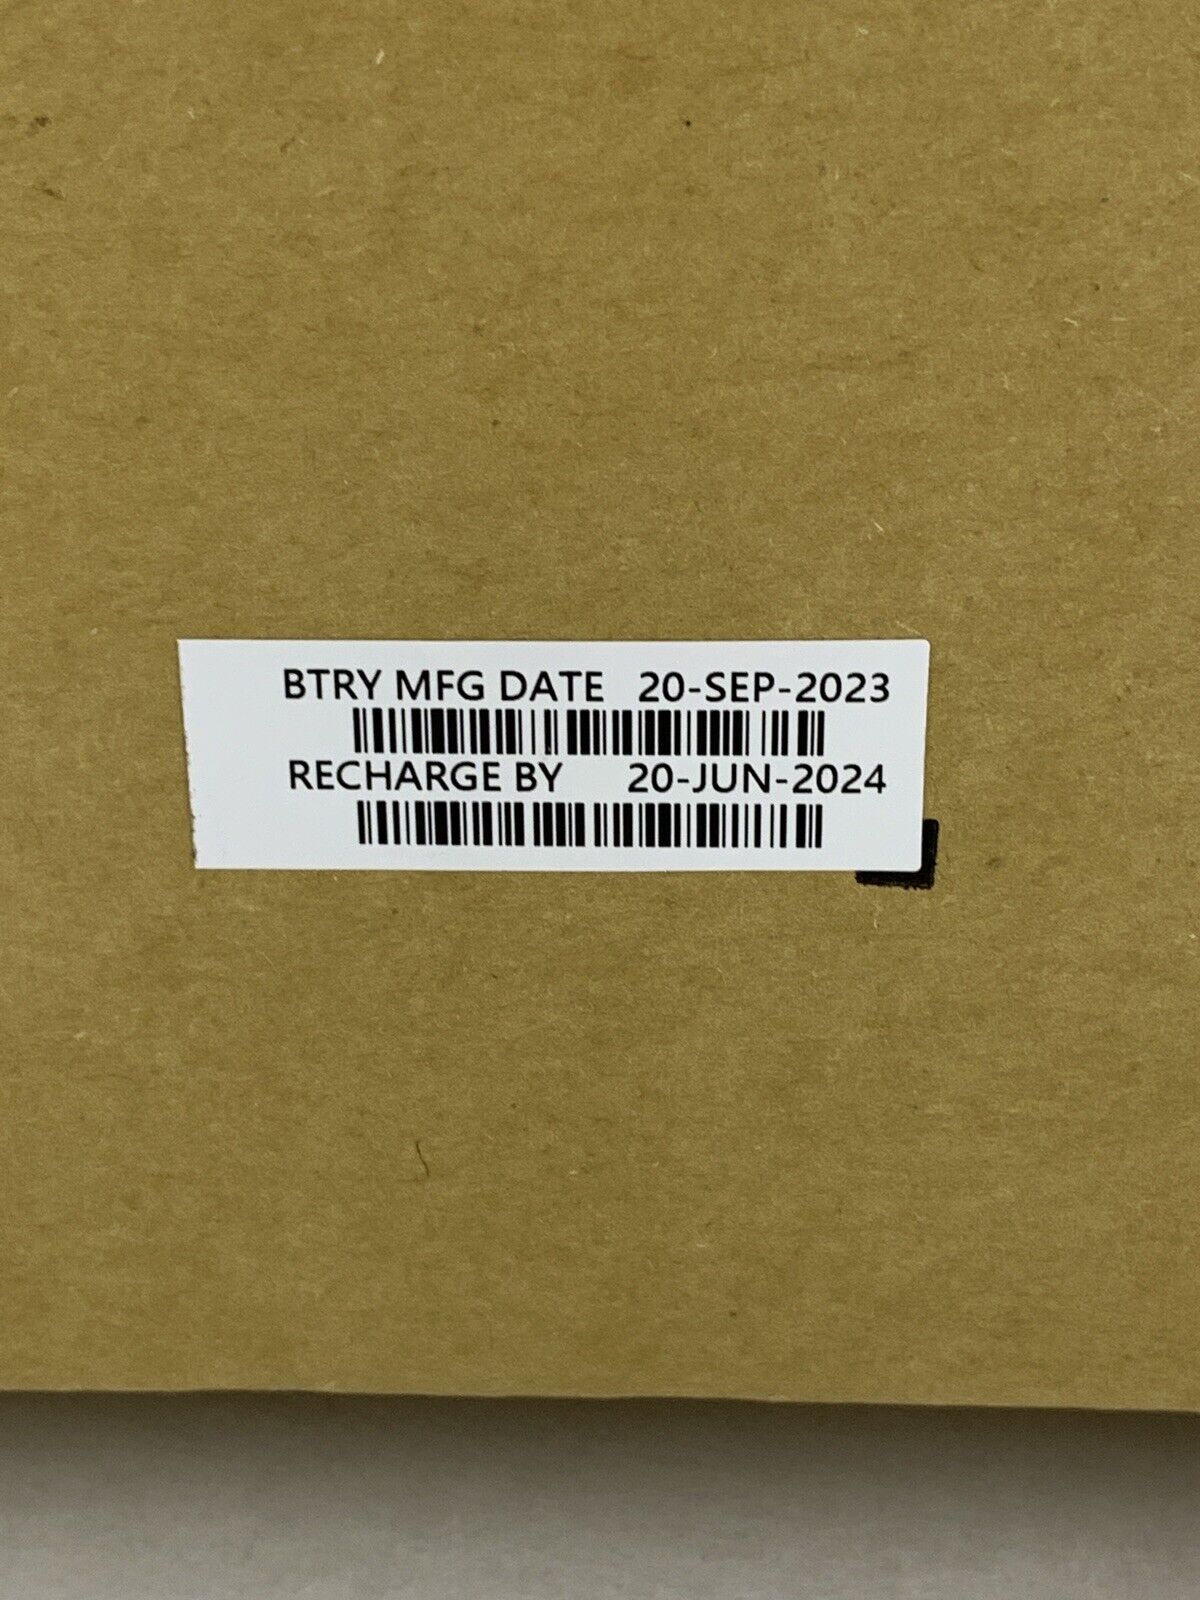 BTRY MFG DATE 20-SEP-2023
RECHARGE BY 20-JUN-2024